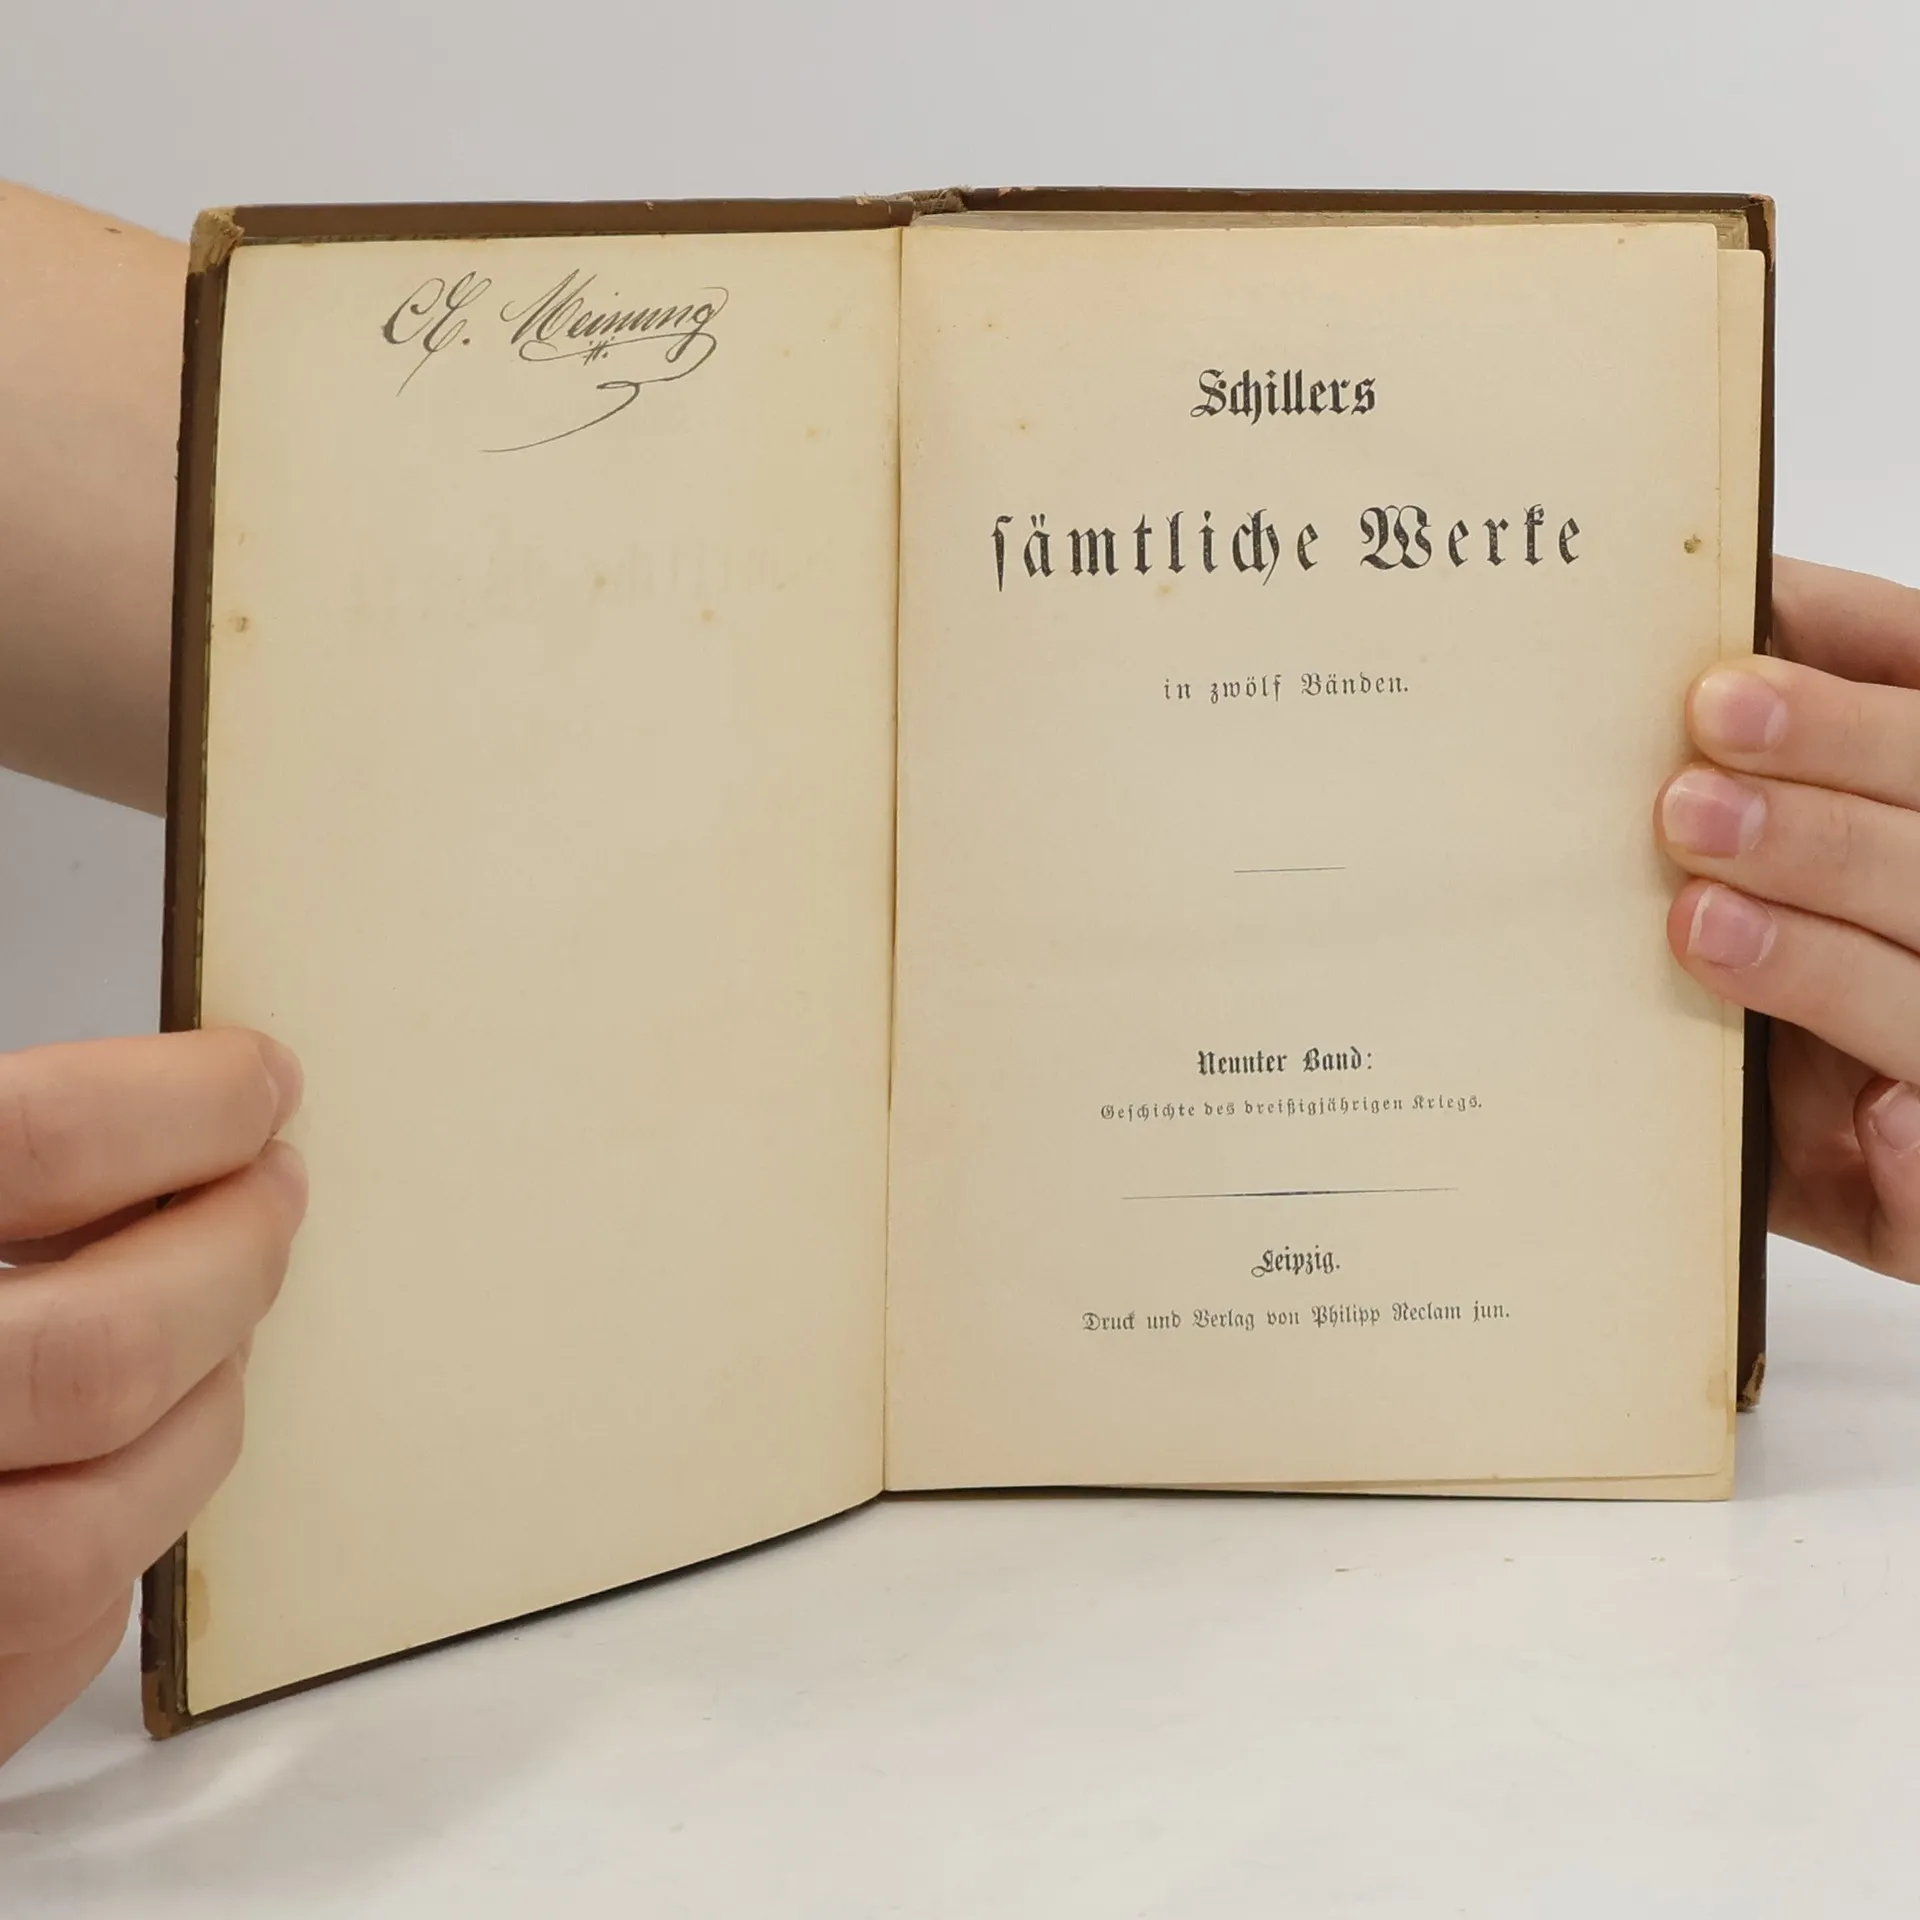 C. Meinung
Schillers
sämtliche Werke
in zwölf Bänden.
Neunter Band:
Geschichte des dreißigjährigen Kriegs.
Leipzig.
Druck und Verlag von Philipp Reclam jun.